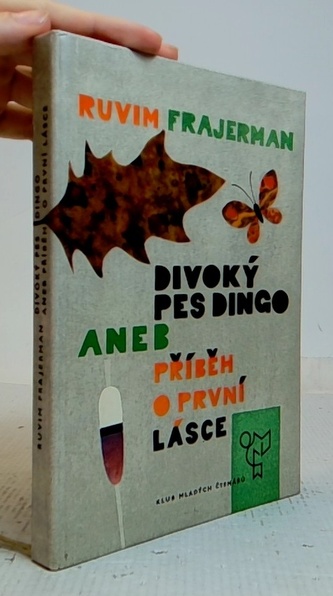 RUVIM FRAJERMAN
DIVOKÝ
PES DINGO
ANEB
PŘÍBĚH
O PRVNÍ
LÁSCE
KLUB MLADÝCH ČTENÁŘŮ
RUVIM FRAJERMAN DIVOKÝ PES DINGO
ANEB PŘÍBĚH O PRVNÍ LÁSCE